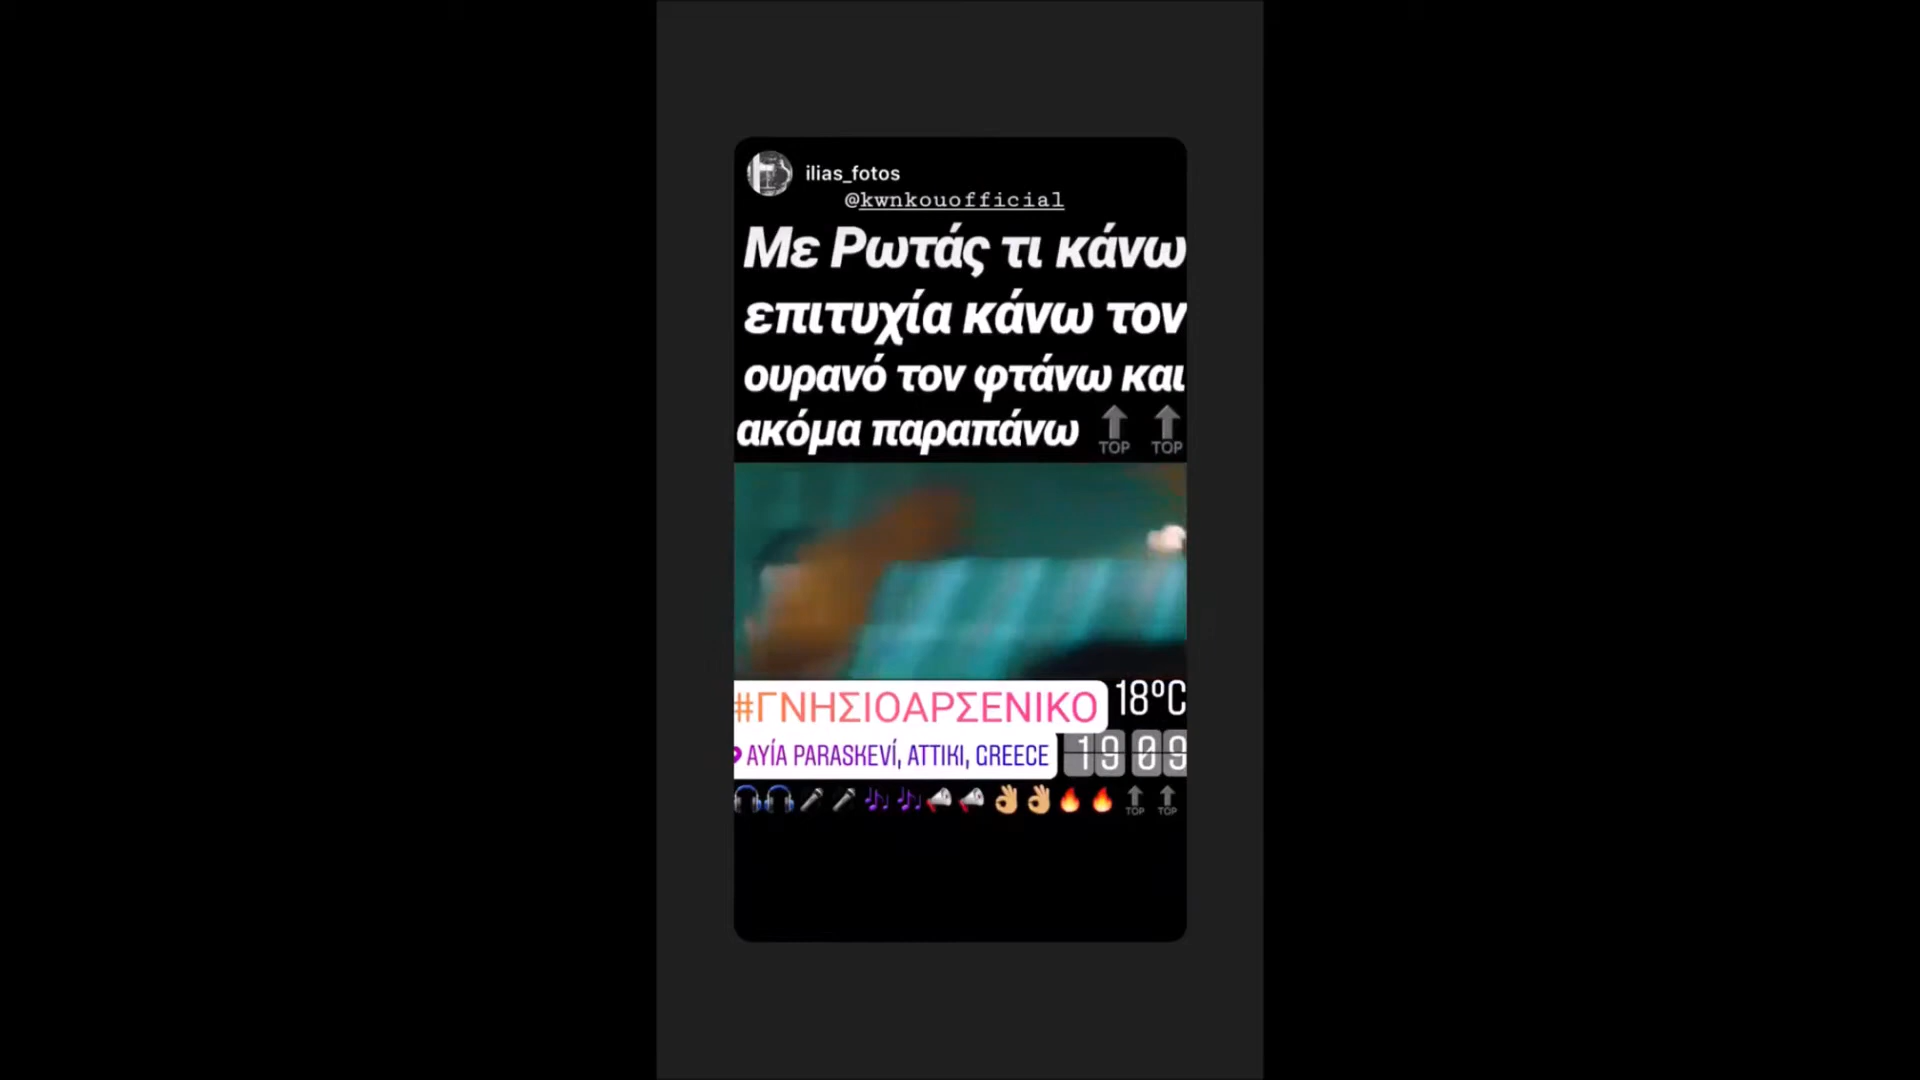 ilias_fotos
@kwnkouofficial
Με Ρωτάς τι κάνω
επιτυχία κάνω τον
ουρανό τον φτάνω και
ακόμα παραπάνω TOP TOP
#ΓΝΗΣΙΟΑΡΣΕΝΙΚΟ 18ºC
AYÍA PARASKEVÍ, ATTIKI, GREECE 19 09
TOP TOP